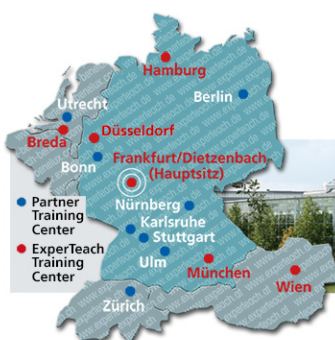 Hamburg
Berlin
Utrecht
Breda
Düsseldorf
Bonn
Frankfurt/Dietzenbach
(Hauptsitz)
Nürnberg
Karlsruhe
Stuttgart
Ulm
München
Wien
Zürich
Partner
Training
Center
ExperTeach
Training
Center